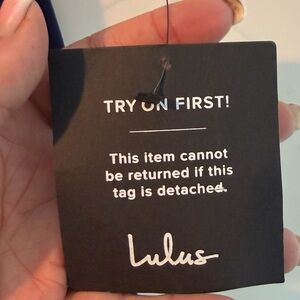 TRY ON FIRST!
This item cannot
be returned if this
tag is detached.
Lulus